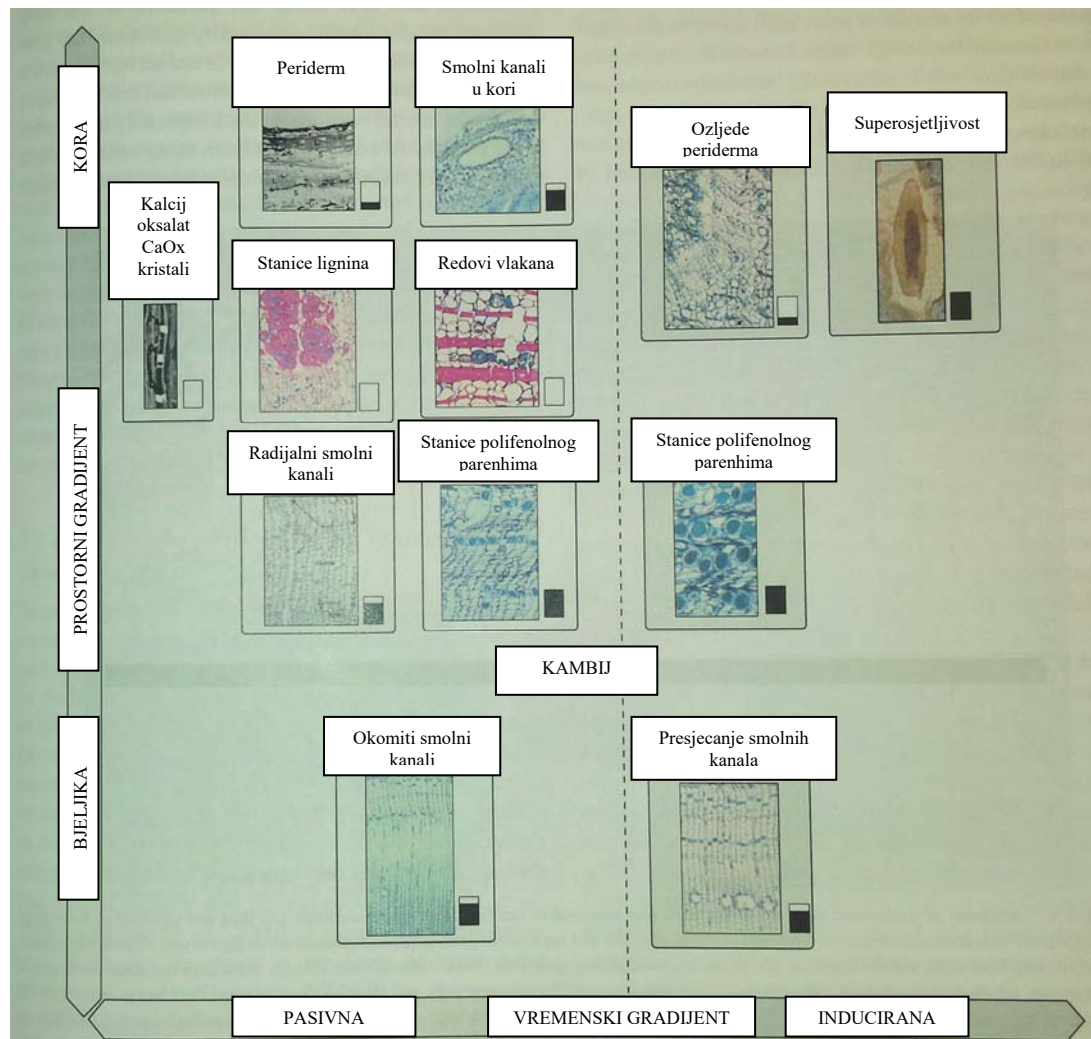 KORA
Periderm
Smolni kanali
u kori
Ozljede
periderma
Superosjetljivost
Kalcij
oksalat
CaOx
kristali
Stanice lignina
Redovi vlakana
PROSTORNI GRADIJENT
Radijalni smolni
kanali
Stanice polifenolnog
parenhima
Stanice polifenolnog
parenhima
KAMBIJ
BJELJIKA
Okomiti smolni
kanali
Presjecanje smolnih
kanala
PASIVNA
VREMENSKI GRADIJENT
INDUCIRANA